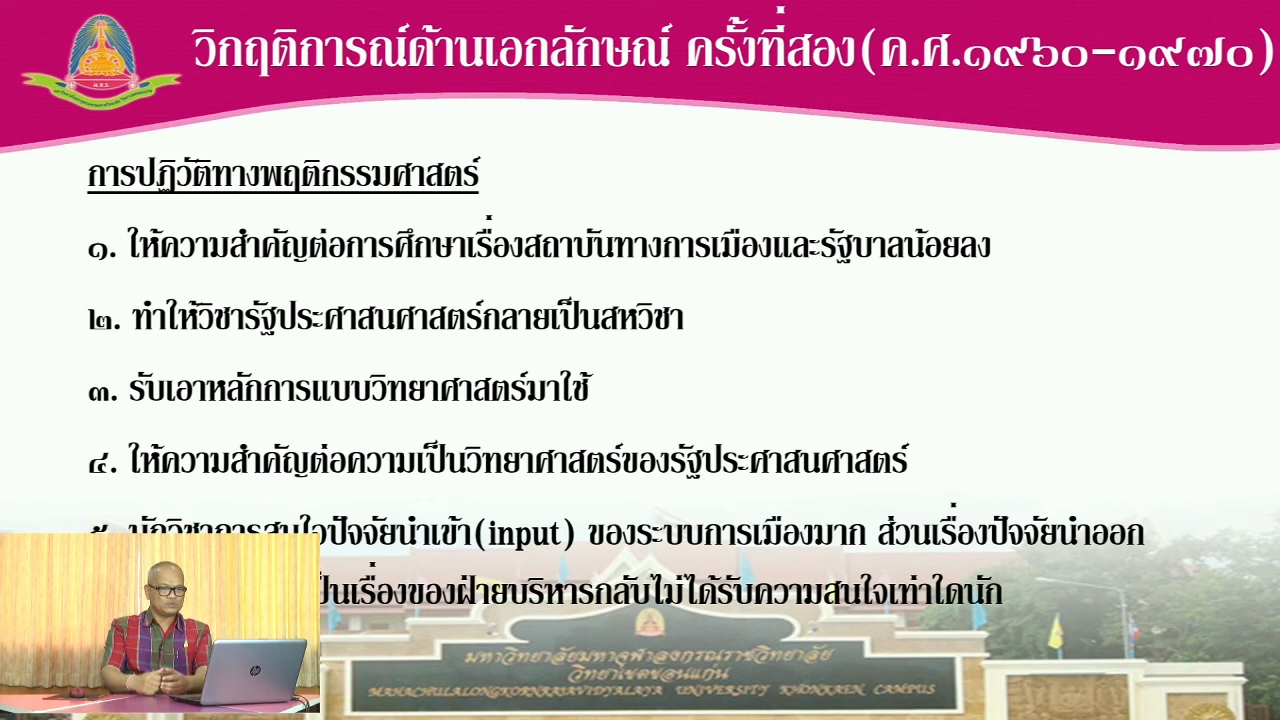 วิกฤติการณ์ด้านเอกลักษณ์ ครั้งที่สอง(ค.ศ.๑๙๖๐-๑๙๗๐)
การปฏิวัติทางพฤติกรรมศาสตร์
๑. ให้ความสำคัญต่อการศึกษาเรื่องสถาบันทางการเมืองและรัฐบาลน้อยลง
๒. ทำให้วิชารัฐประศาสนศาสตร์กลายเป็นสหวิชา
๓. รับเอาหลักการแบบวิทยาศาสตร์มาใช้
๔. ให้ความสำคัญต่อความเป็นวิทยาศาสตร์ของรัฐประศาสนศาสตร์
๕. นักวิชาการสนใจปัจจัยนำเข้า(input) ของระบบการเมืองมาก ส่วนเรื่องปัจจัยนำออก
เป็นเรื่องของฝ่ายบริหารกลับไม่ได้รับความสนใจเท่าใดนัก
มหาวิทยาลัยมหาจุฬาลงกรณราชวิทยาลัย
วิทยาเขตขอนแก่น
MAHACHULALONGKORNRAJAVIDYALAYA UNIVERSITY KHONKAEN CAMPUS
hp